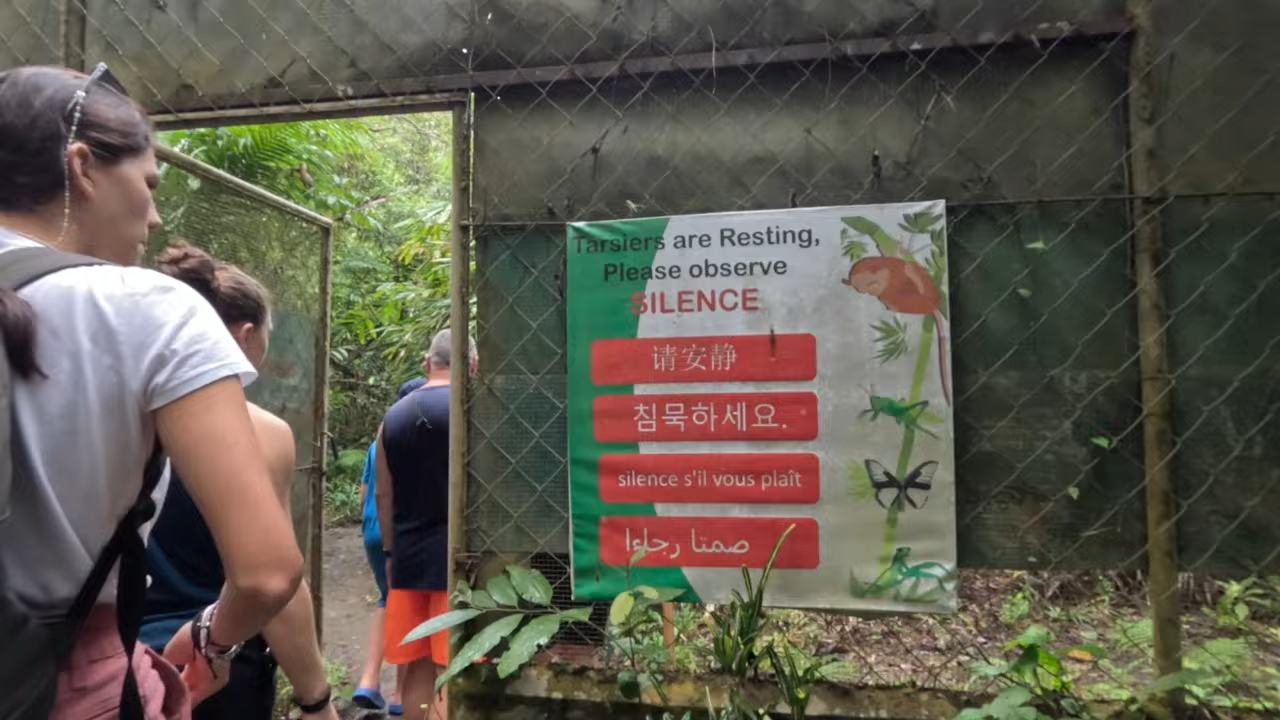 Tarsiers are Resting,
Please observe
SILENCE
请安静
침묵하세요.
silence s'il vous plaît
صمتا رجاءا